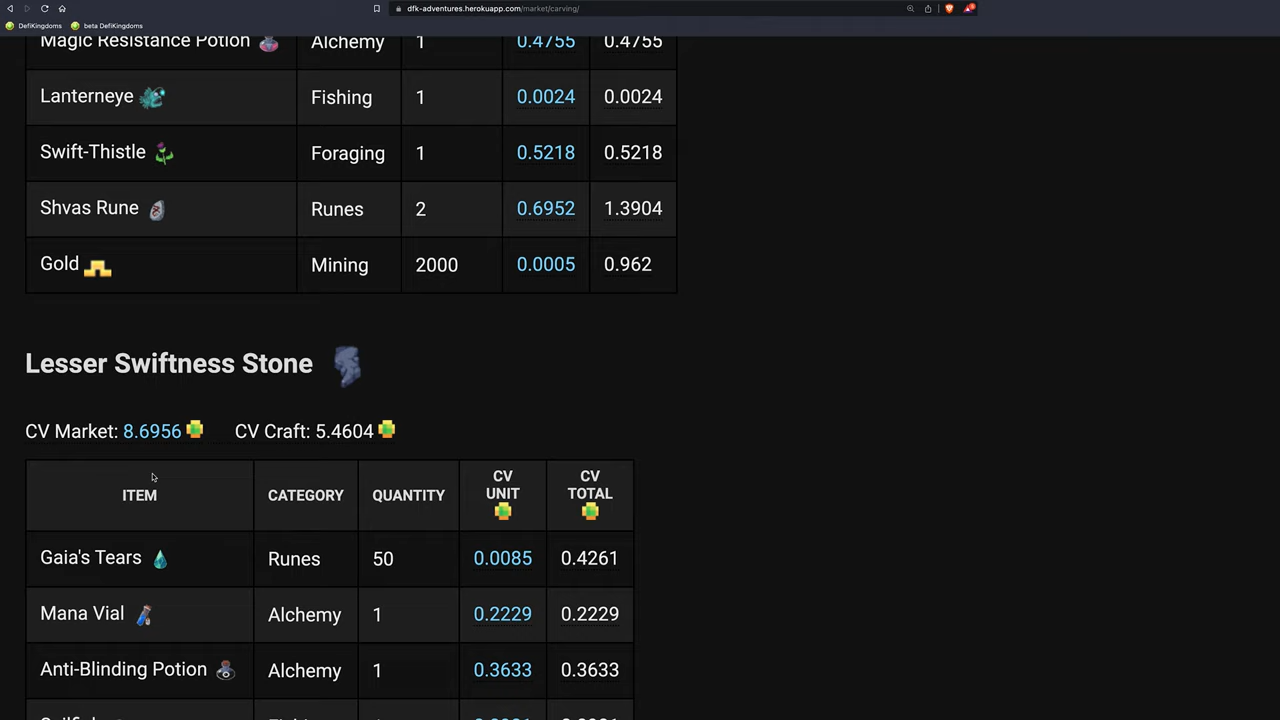 dfk-adventures.herokuapp.com/market/carving/
DefiKingdoms beta DefiKingdoms
Magic Resistance Potion Alchemy 1 0.4755 0.4755
Lanterneye Fishing 1 0.0024 0.0024
Swift-Thistle Foraging 1 0.5218 0.5218
Shvas Rune Runes 2 0.6952 1.3904
Gold Mining 2000 0.0005 0.962
Lesser Swiftness Stone
CV Market: 8.6956 CV Craft: 5.4604
ITEM CATEGORY QUANTITY CV UNIT CV TOTAL
Gaia's Tears Runes 50 0.0085 0.4261
Mana Vial Alchemy 1 0.2229 0.2229
Anti-Blinding Potion Alchemy 1 0.3633 0.3633